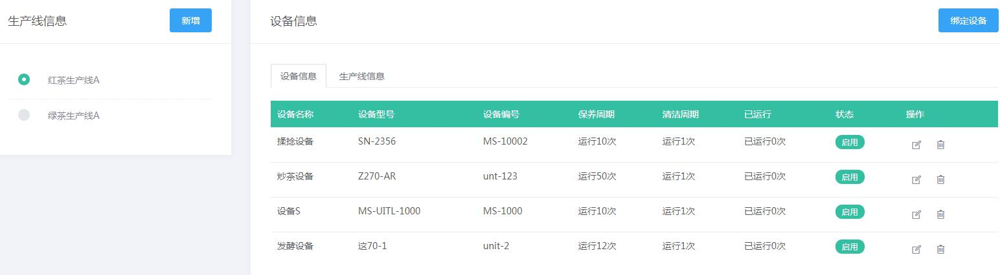 生产线信息
新增
红茶生产线A
绿茶生产线A
设备信息
绑定设备
设备信息 生产线信息
设备名称 设备型号 设备编号 保养周期 清洁周期 已运行 状态 操作
揉捻设备 SN-2356 MS-10002 运行10次 运行1次 已运行0次 启用
炒茶设备 Z270-AR unt-123 运行50次 运行1次 已运行0次 启用
设备S MS-UITL-1000 MS-1000 运行10次 运行1次 已运行0次 启用
发酵设备 这70-1 unit-2 运行12次 运行1次 已运行0次 启用